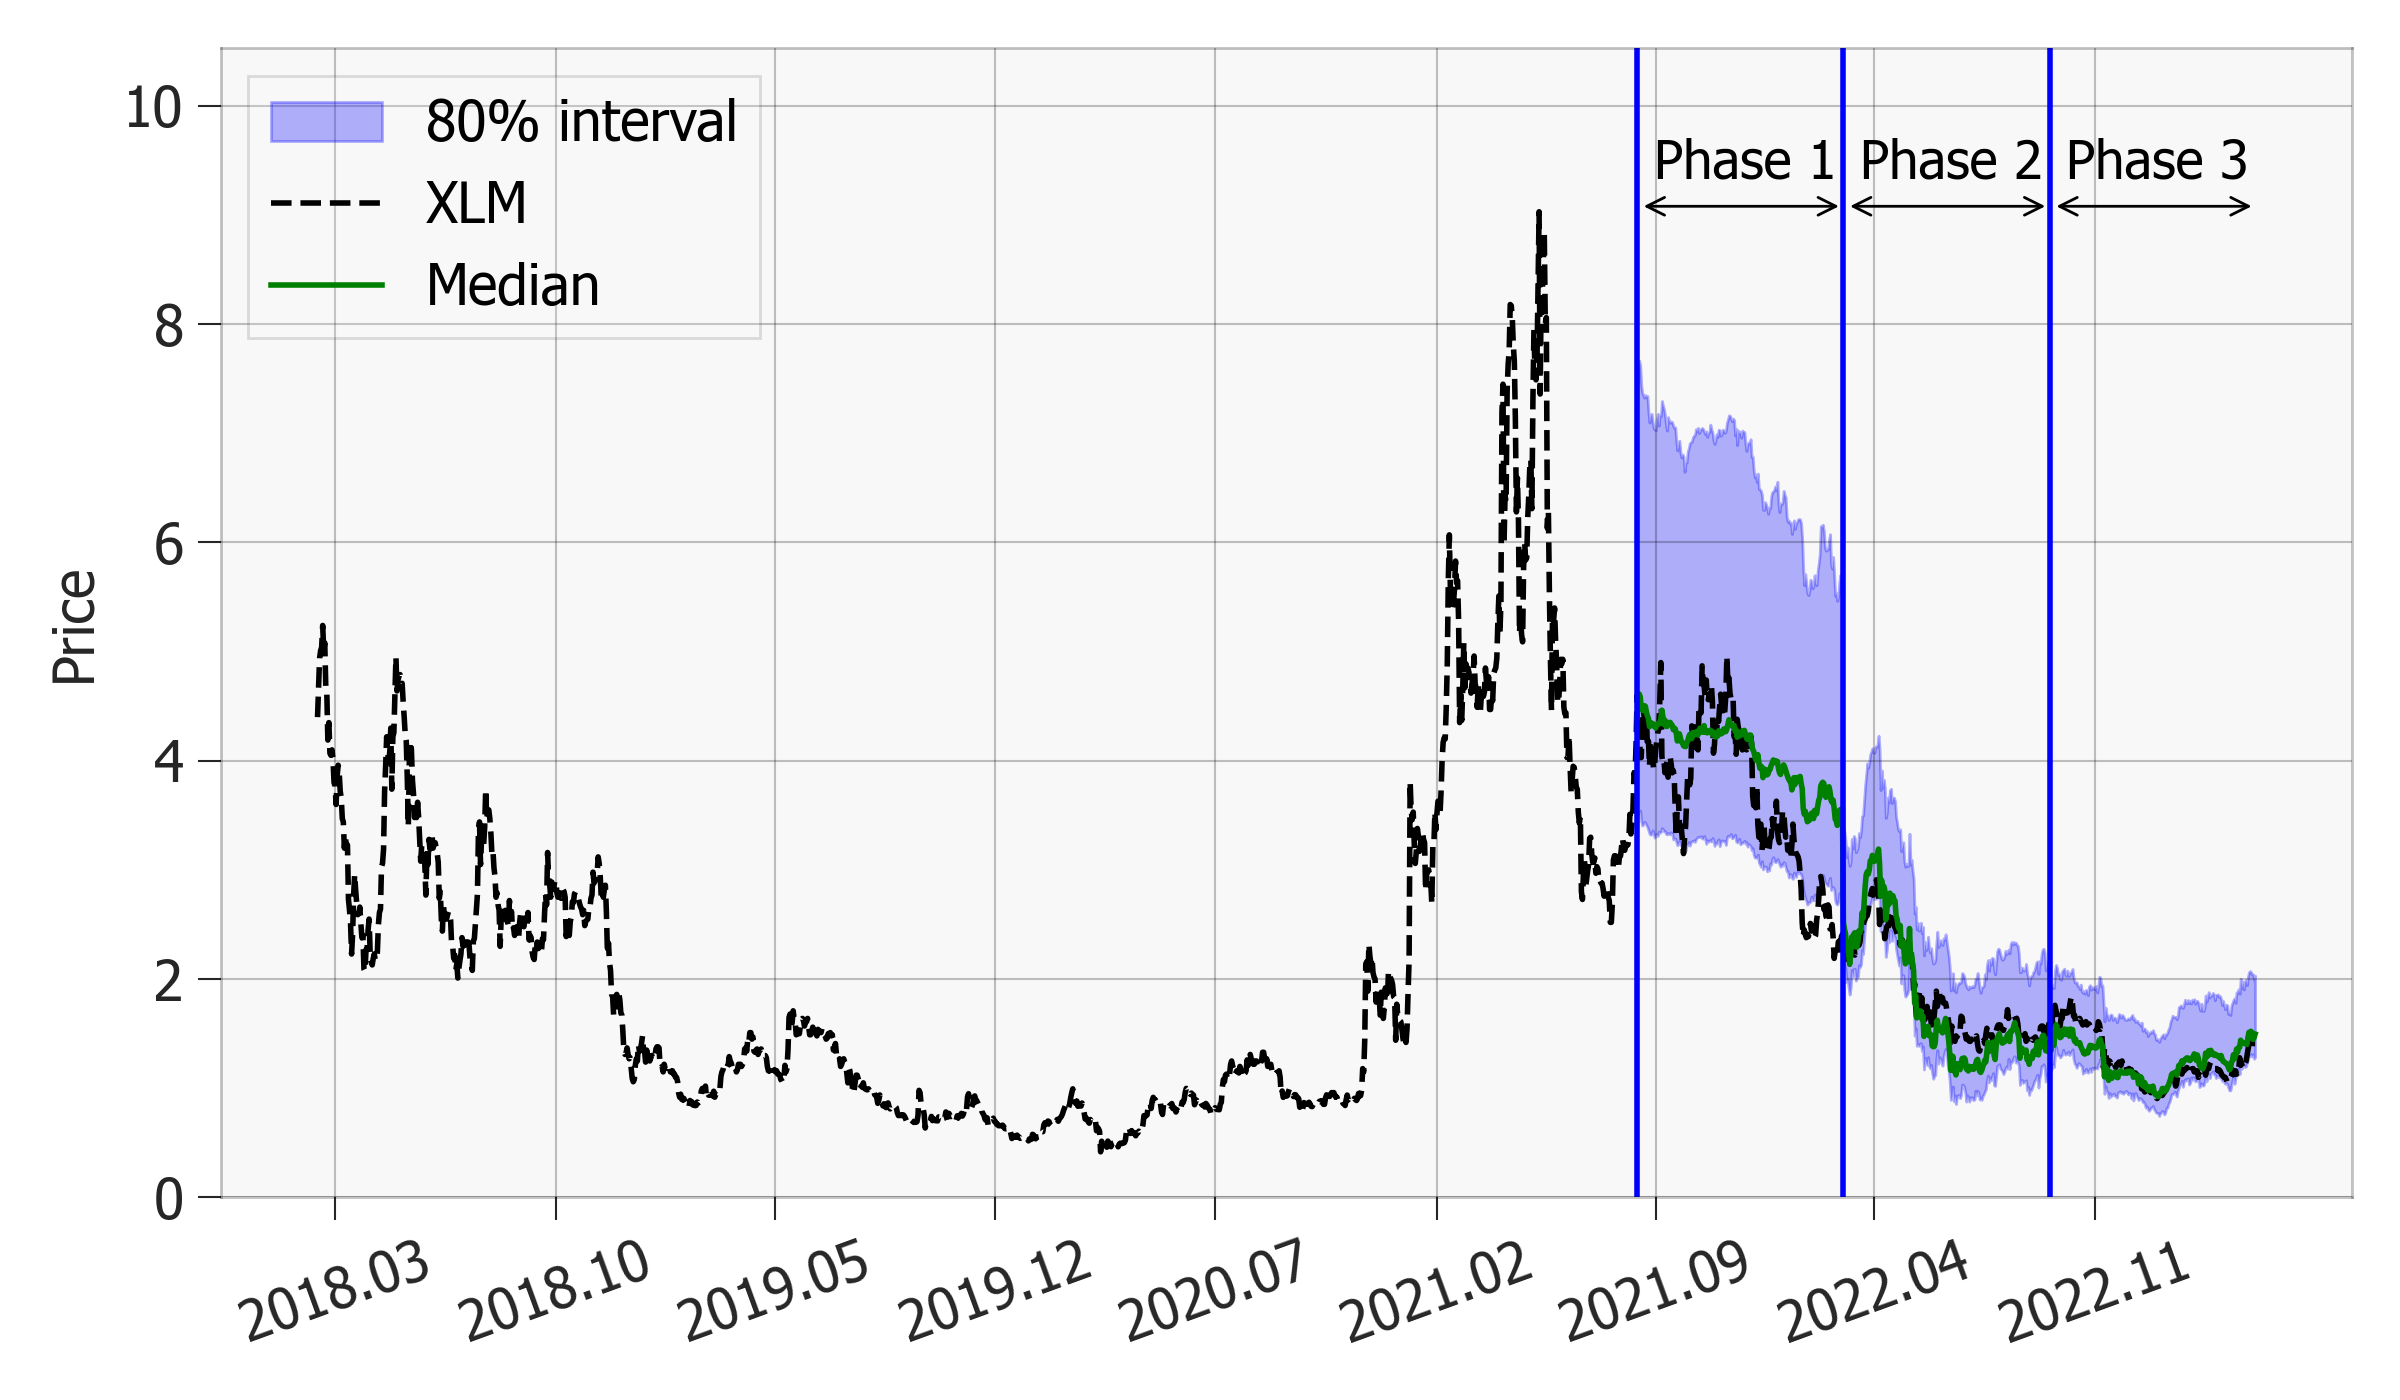 80% interval
XLM
Median
Phase 1
Phase 2
Phase 3
Price
10
8
6
4
2
0
2018.03
2018.10
2019.05
2019.12
2020.07
2021.02
2021.09
2022.04
2022.11